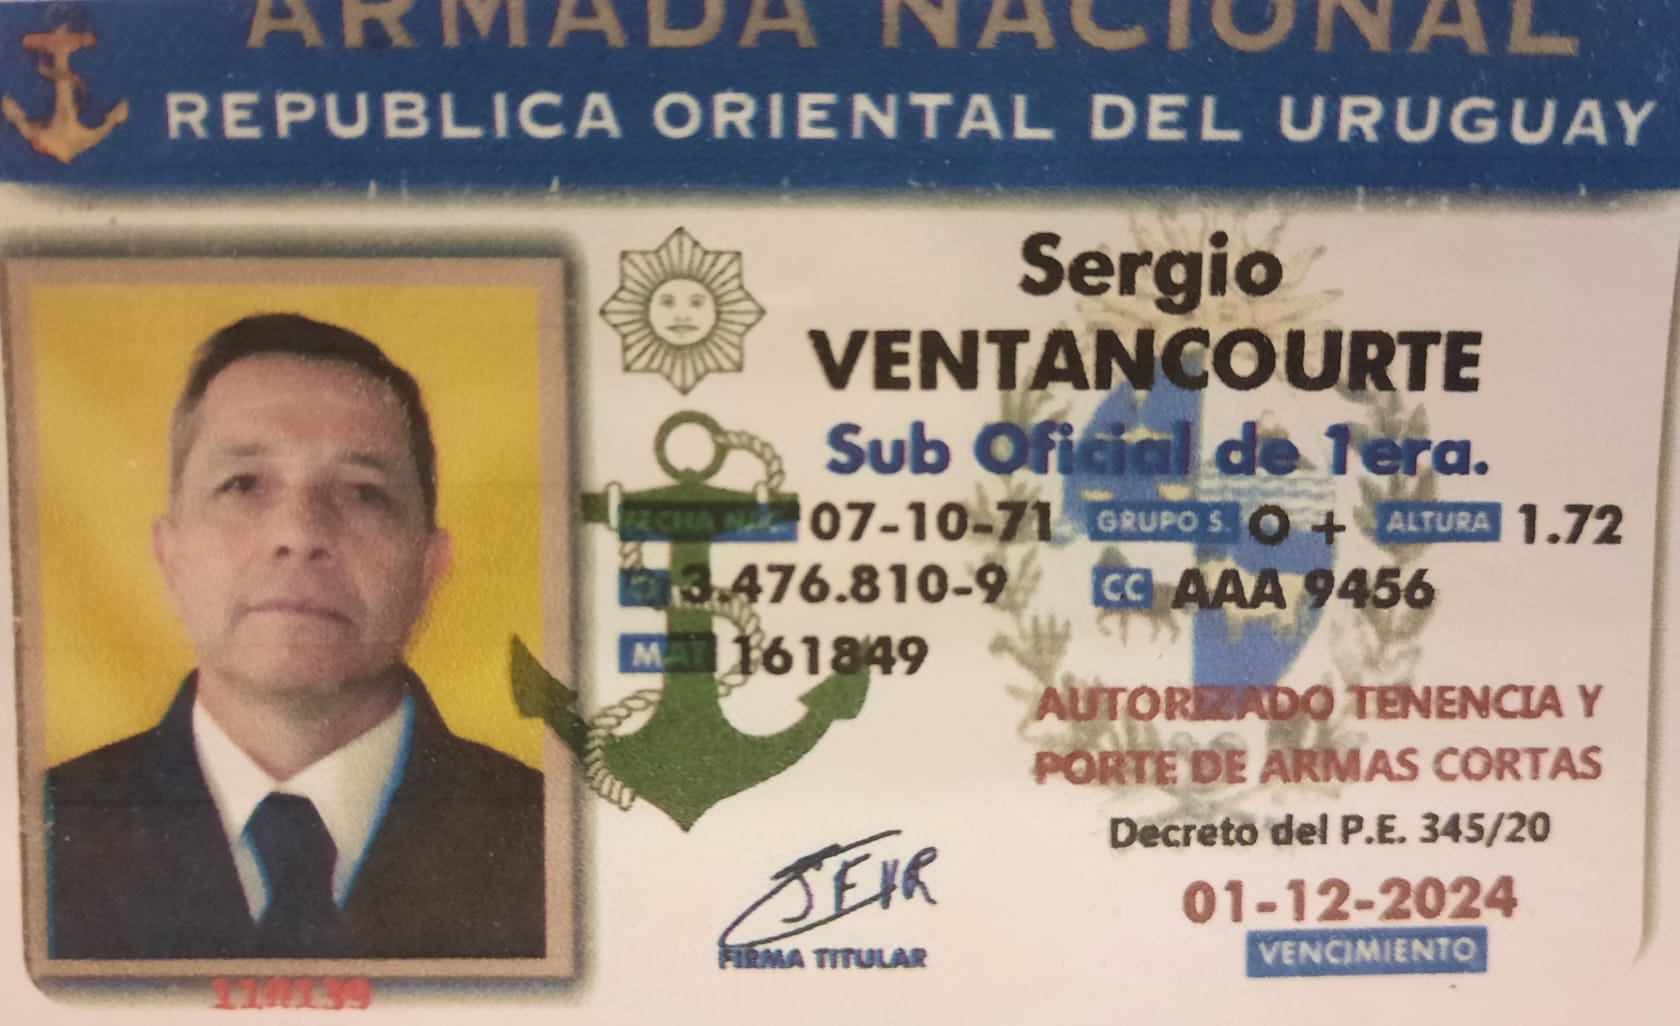 ARMADA NACIONAL
REPUBLICA ORIENTAL DEL URUGUAY
Sergio
VENTANCOURTE
Sub Oficial de 1era.
FECHA NAC. 07-10-71 GRUPO S. O + ALTURA 1.72
3.476.810-9 CC AAA 9456
MAT 161849
AUTORIZADO TENENCIA Y
PORTE DE ARMAS CORTAS
Decreto del P.E. 345/20
01-12-2024
VENCIMIENTO
FIRMA TITULAR